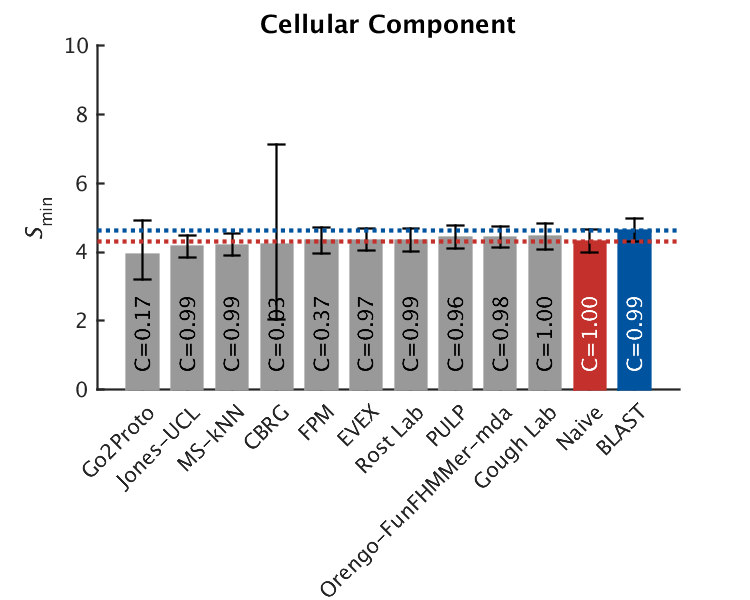 Cellular Component
10
8
6
4
2
0
Smin
C=0.17
C=0.99
C=0.99
C=0.03
C=0.37
C=0.97
C=0.99
C=0.96
C=0.98
C=1.00
C=1.00
C=0.99
Go2Proto
Jones-UCL
MS-kNN
CBRG
FPM
EVEX
Rost Lab
PULP
Orengo-FunFHMMer-mda
Gough Lab
Naive
BLAST